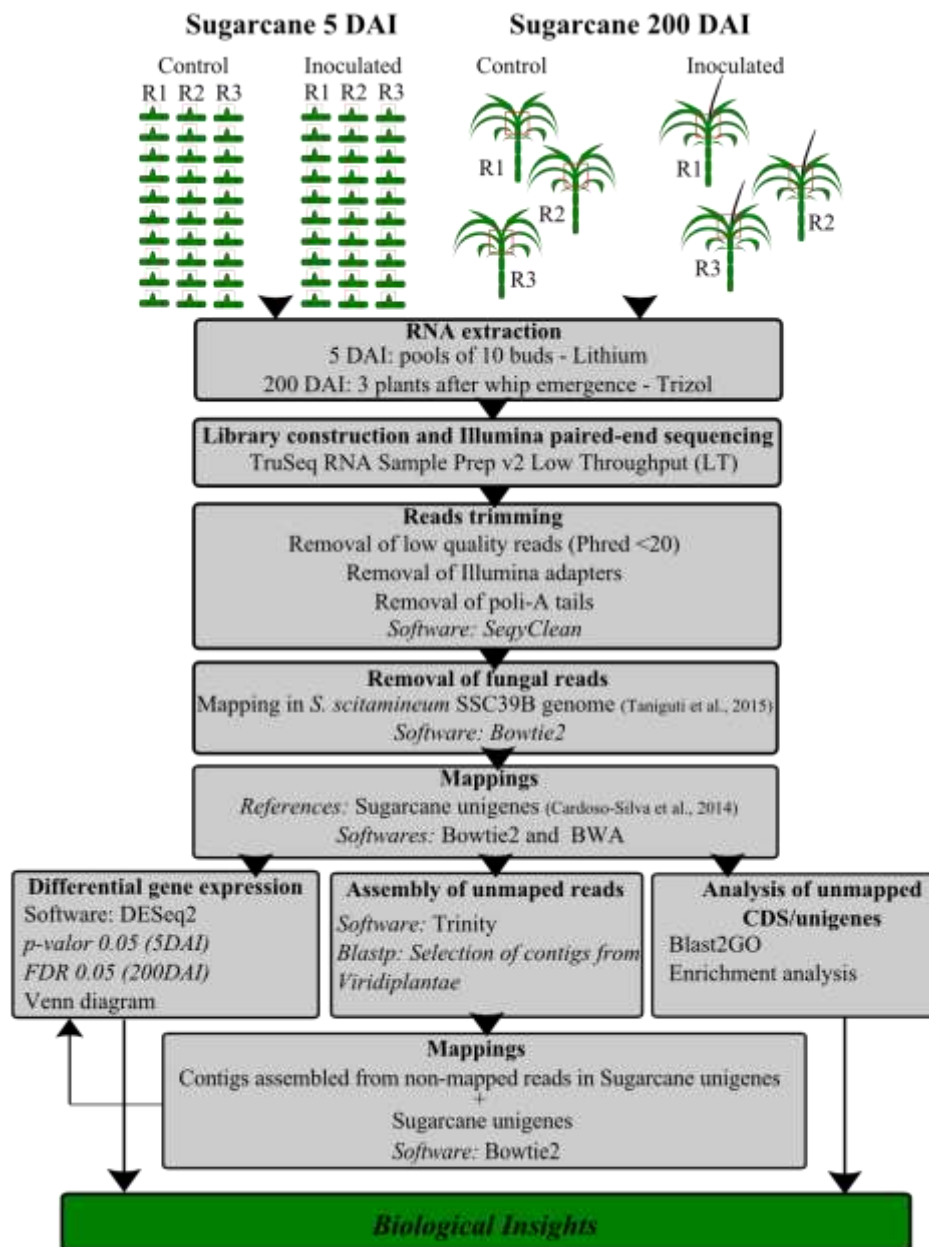 Sugarcane 5 DAI
Sugarcane 200 DAI
Control
Inoculated
Control
Inoculated
R1 R2 R3
R1 R2 R3
R1
R2
R3
R1
R2
R3
RNA extraction
5 DAI: pools of 10 buds - Lithium
200 DAI: 3 plants after whip emergence - Trizol
Library construction and Illumina paired-end sequencing
TruSeq RNA Sample Prep v2 Low Throughput (LT)
Reads trimming
Removal of low quality reads (Phred <20)
Removal of Illumina adapters
Removal of poli-A tails
Software: SeqyClean
Removal of fungal reads
Mapping in S. scitamineum SSC39B genome (Taniguti et al., 2015)
Software: Bowtie2
Mappings
References: Sugarcane unigenes (Cardoso-Silva et al., 2014)
Softwares: Bowtie2 and BWA
Differential gene expression
Software: DESeq2
p-valor 0.05 (5DAI)
FDR 0.05 (200DAI)
Venn diagram
Assembly of unmaped reads
Software: Trinity
Blastp: Selection of contigs from
Viridiplantae
Analysis of unmapped
CDS/unigenes
Blast2GO
Enrichment analysis
Mappings
Contigs assembled from non-mapped reads in Sugarcane unigenes
+
Sugarcane unigenes
Software: Bowtie2
Biological Insights